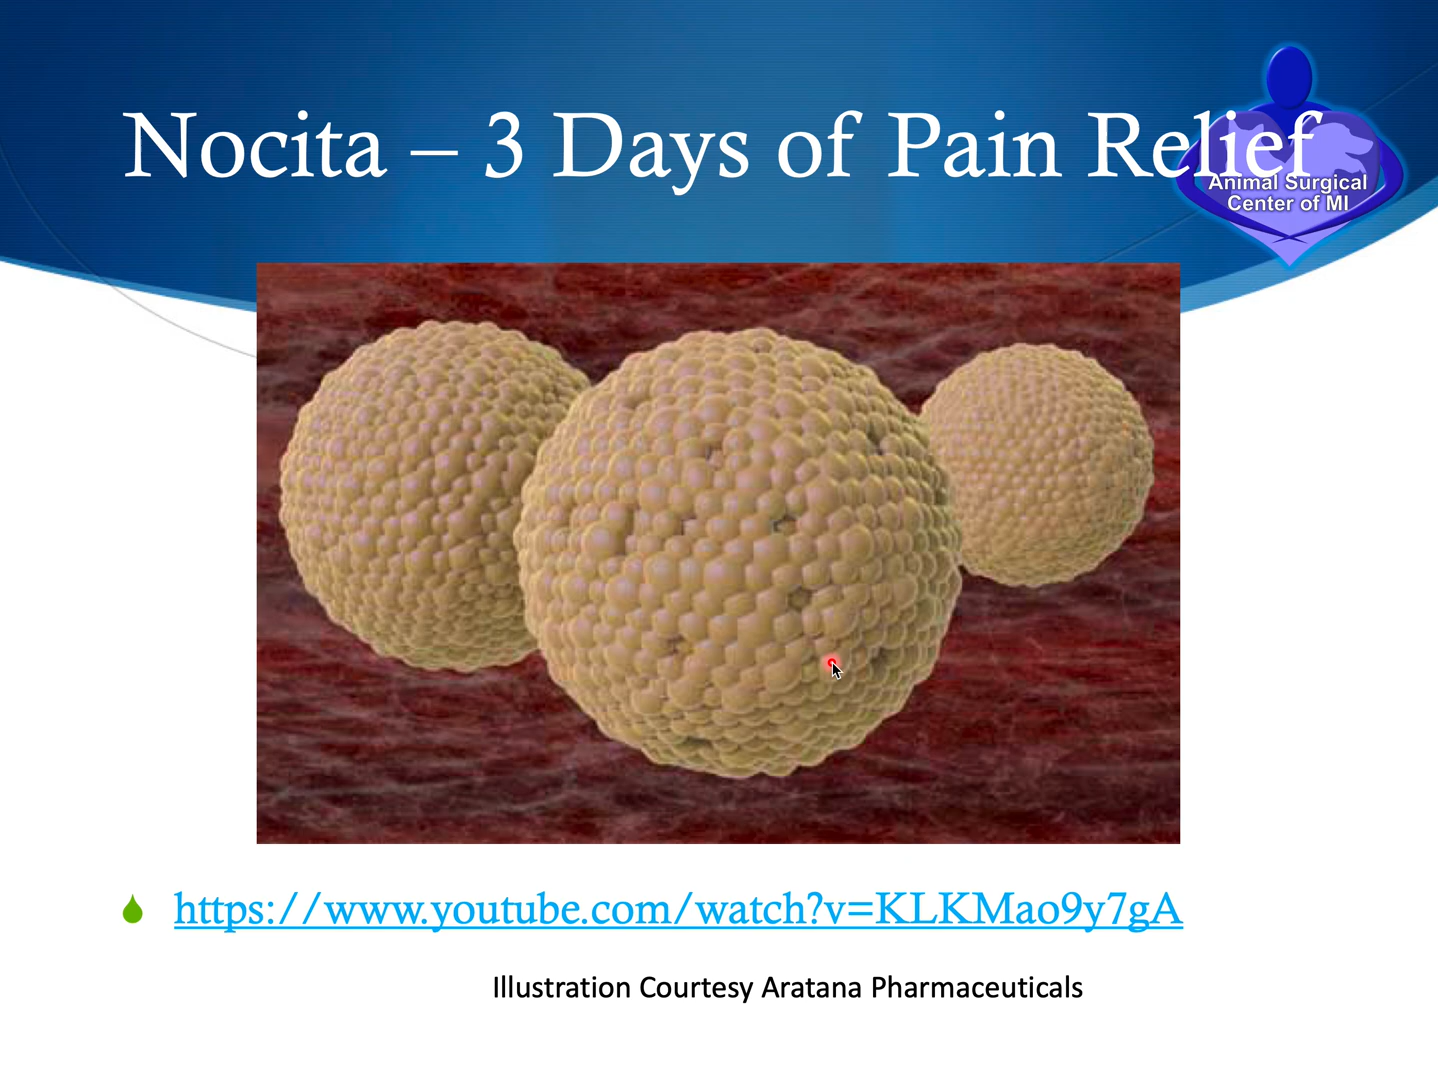 Nocita – 3 Days of Pain Relief
Animal Surgical
Center of MI
https://www.youtube.com/watch?v=KLKMao9y7gA
Illustration Courtesy Aratana Pharmaceuticals